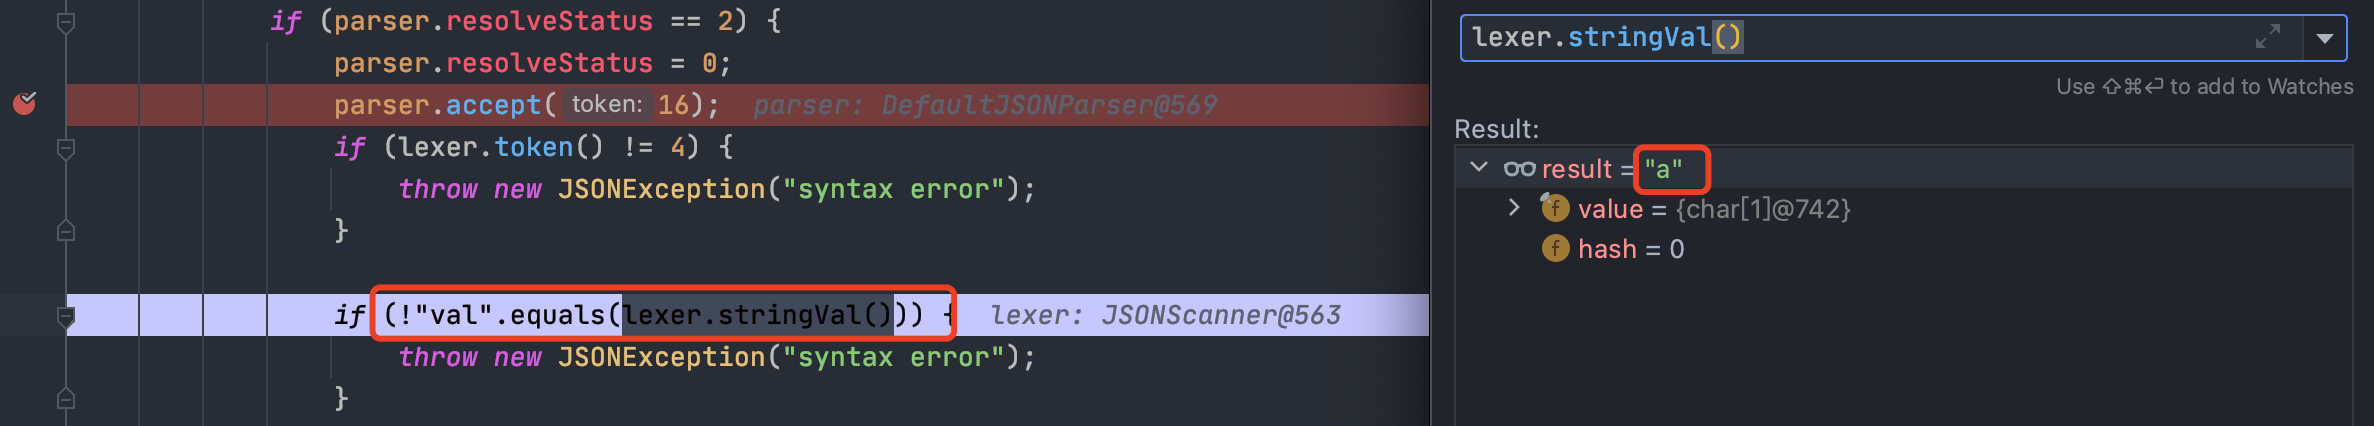 if (parser.resolveStatus == 2) {
parser.resolveStatus = 0;
parser.accept( token: 16); parser: DefaultJSONParser@569
if (lexer.token() != 4) {
throw new JSONException("syntax error");
}
if (!"val".equals(lexer.stringVal())) { lexer: JSONScanner@563
throw new JSONException("syntax error");
}
lexer.stringVal()
Use ⇧⌘↩ to add to Watches
Result:
result = "a"
f value = {char[1]@742}
f hash = 0